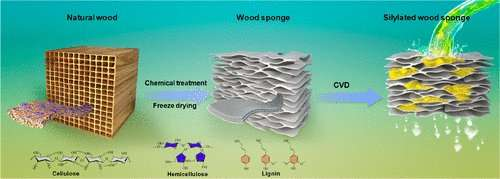 Natural wood
Wood sponge
Silylated wood sponge
Chemical treatment
Freeze drying
CVD
Cellulose
Hemicellulose
Lignin